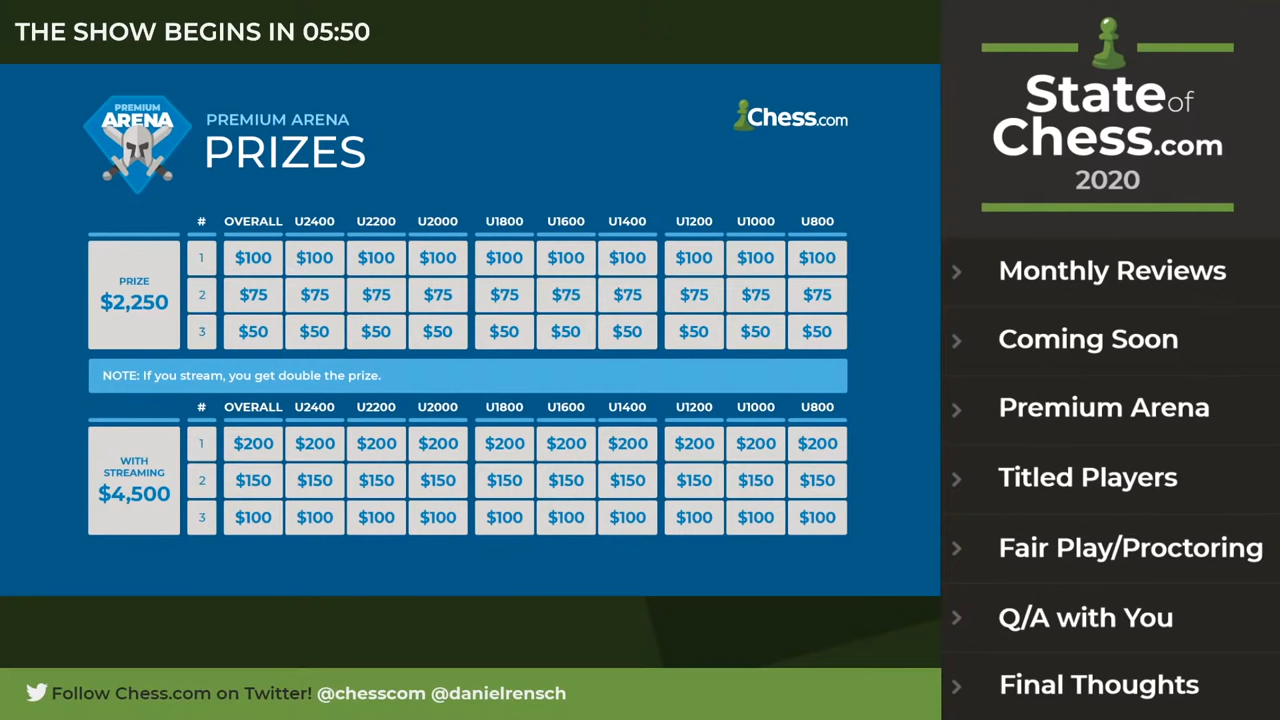 THE SHOW BEGINS IN 05:50
PREMIUM
ARENA
PREMIUM ARENA
PRIZES
Chess.com
# OVERALL U2400 U2200 U2000 U1800 U1600 U1400 U1200 U1000 U800
PRIZE
$2,250
1 $100 $100 $100 $100 $100 $100 $100 $100 $100 $100
2 $75 $75 $75 $75 $75 $75 $75 $75 $75 $75
3 $50 $50 $50 $50 $50 $50 $50 $50 $50 $50
NOTE: If you stream, you get double the prize.
# OVERALL U2400 U2200 U2000 U1800 U1600 U1400 U1200 U1000 U800
WITH
STREAMING
$4,500
1 $200 $200 $200 $200 $200 $200 $200 $200 $200 $200
2 $150 $150 $150 $150 $150 $150 $150 $150 $150 $150
3 $100 $100 $100 $100 $100 $100 $100 $100 $100 $100
Follow Chess.com on Twitter! @chesscom @danielrensch
State of
Chess.com
2020
Monthly Reviews
Coming Soon
Premium Arena
Titled Players
Fair Play/Proctoring
Q/A with You
Final Thoughts